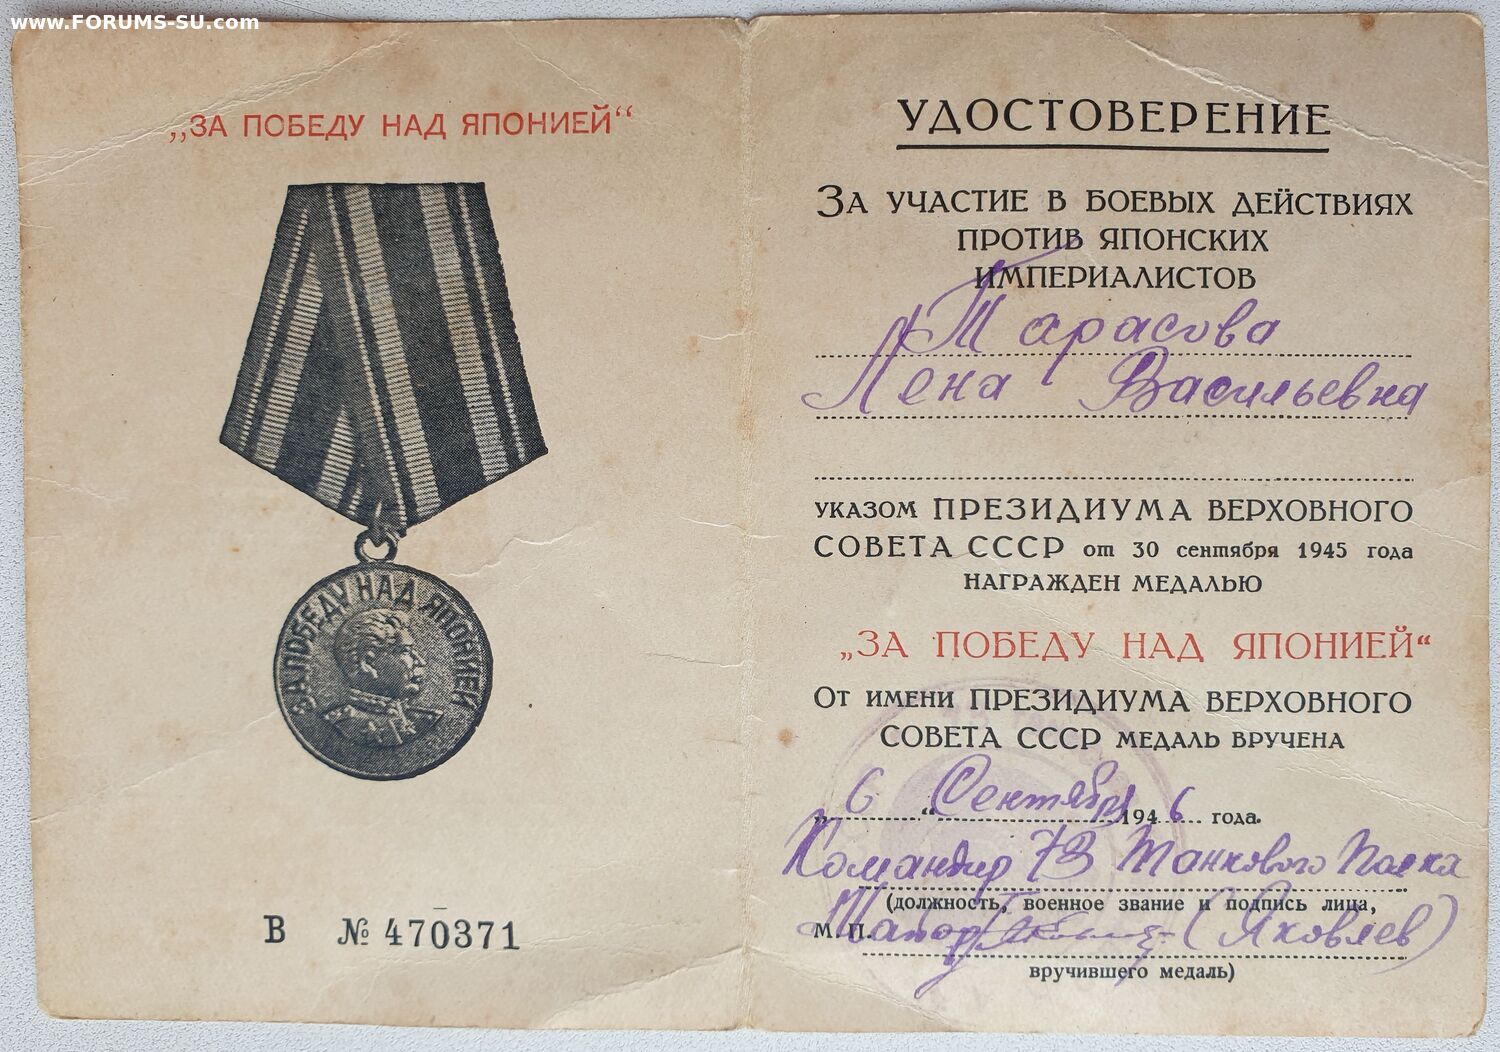 www.FORUMS-SU.com
„ЗА ПОБЕДУ НАД ЯПОНИЕЙ“
ЗА ПОБЕДУ НАД ЯПОНИЕЙ
В № 470371
УДОСТОВЕРЕНИЕ
ЗА УЧАСТИЕ В БОЕВЫХ ДЕЙСТВИЯХ
ПРОТИВ ЯПОНСКИХ
ИМПЕРИАЛИСТОВ
Тарасова
Лена Васильевна
УКАЗОМ ПРЕЗИДИУМА ВЕРХОВНОГО
СОВЕТА СССР от 30 сентября 1945 года
НАГРАЖДЕН МЕДАЛЬЮ
„ЗА ПОБЕДУ НАД ЯПОНИЕЙ“
ОТ ИМЕНИ ПРЕЗИДИУМА ВЕРХОВНОГО
СОВЕТА СССР МЕДАЛЬ ВРУЧЕНА
„6“ Сентября 1946 года.
Командир 73 Танкового Полка
(должность, военное звание и подпись лица,
М. П. Майор (Яковлев)
вручившего медаль)